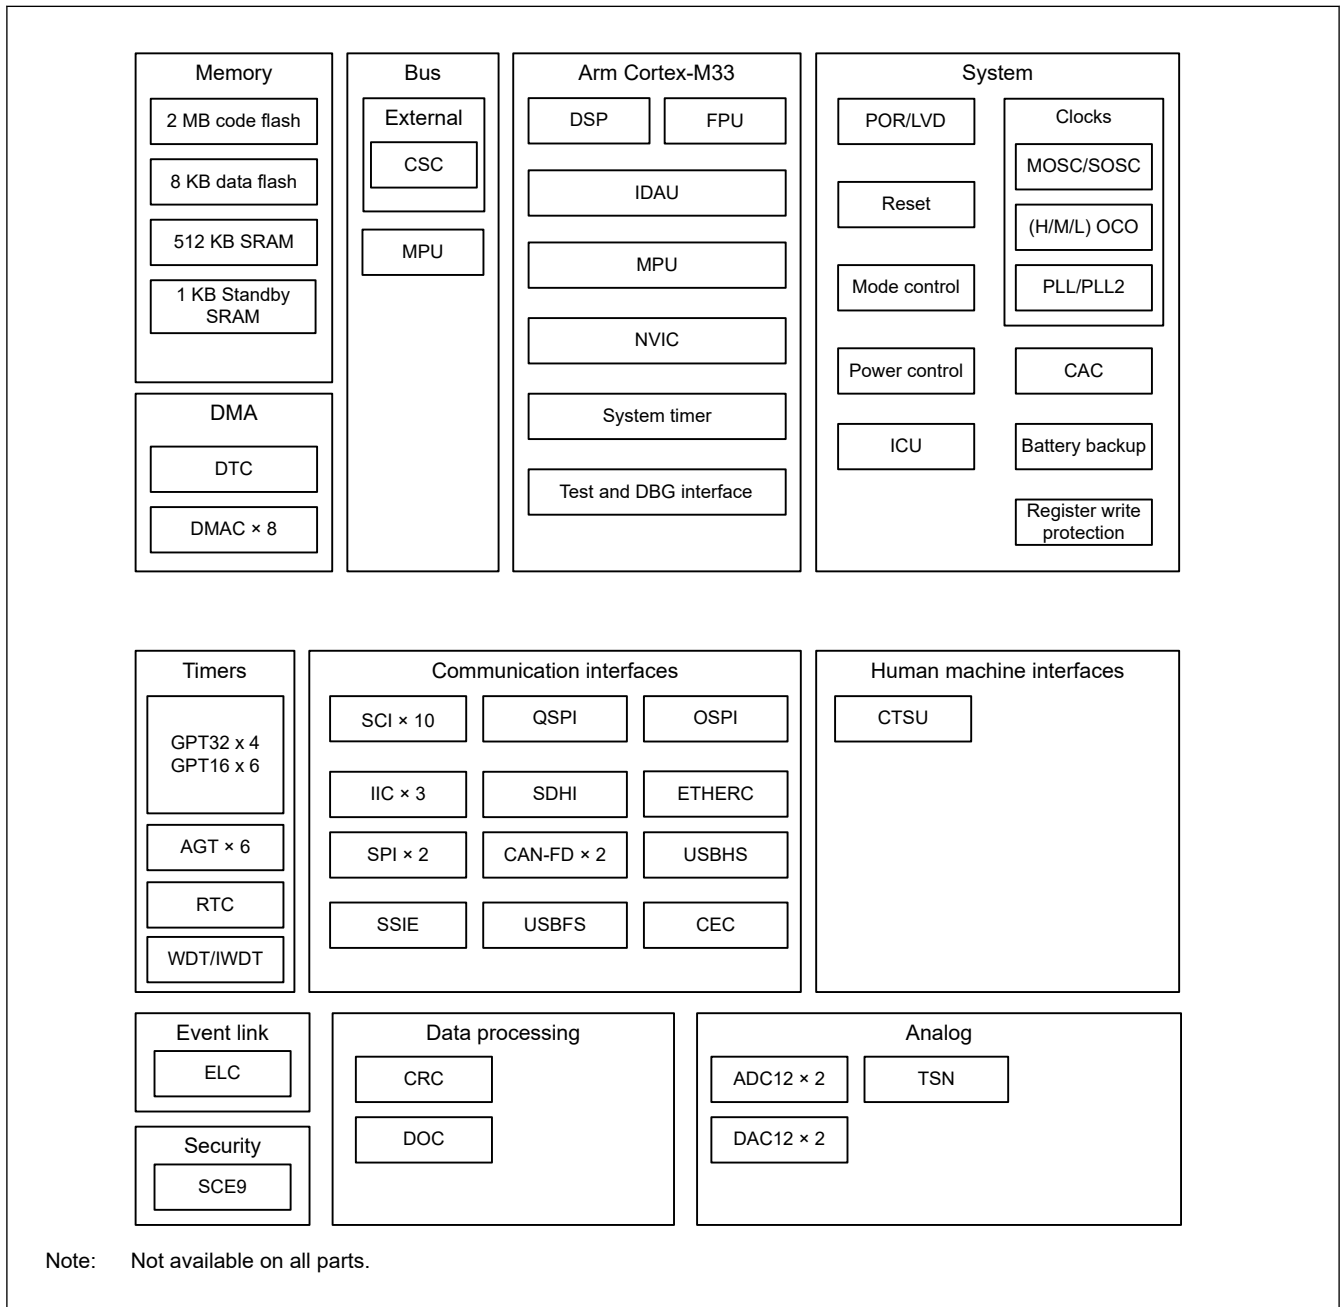 Memory
2 MB code flash
8 KB data flash
512 KB SRAM
1 KB Standby
SRAM
DMA
DTC
DMAC × 8
Bus
External
CSC
MPU
Arm Cortex-M33
DSP
FPU
IDAU
MPU
NVIC
System timer
Test and DBG interface
System
POR/LVD
Reset
Mode control
Power control
ICU
Clocks
MOSC/SOSC
(H/M/L) OCO
PLL/PLL2
CAC
Battery backup
Register write
protection
Timers
GPT32 x 4
GPT16 x 6
AGT × 6
RTC
WDT/IWDT
Communication interfaces
SCI × 10
QSPI
OSPI
IIC × 3
SDHI
ETHERC
SPI × 2
CAN-FD × 2
USBHS
SSIE
USBFS
CEC
Human machine interfaces
CTSU
Event link
ELC
Security
SCE9
Data processing
CRC
DOC
Analog
ADC12 × 2
TSN
DAC12 × 2
Note: Not available on all parts.